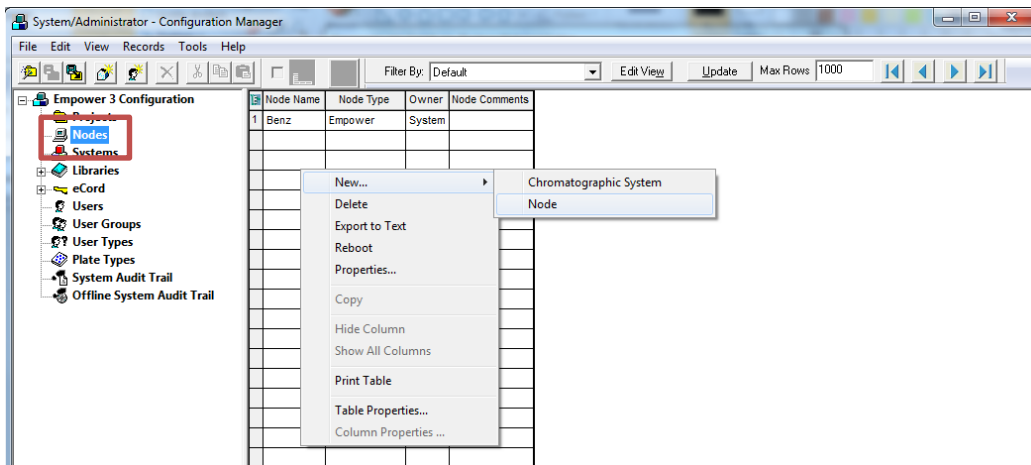 System/Administrator - Configuration Manager
File Edit View Records Tools Help
Filter By: Default Edit View Update Max Rows 1000
Empower 3 Configuration
Projects
Nodes
Systems
Libraries
eCord
Users
User Groups
User Types
Plate Types
System Audit Trail
Offline System Audit Trail
Node Name Node Type Owner Node Comments
1 Benz Empower System
New...
Delete
Export to Text
Reboot
Properties...
Copy
Hide Column
Show All Columns
Print Table
Table Properties...
Column Properties ...
Chromatographic System
Node